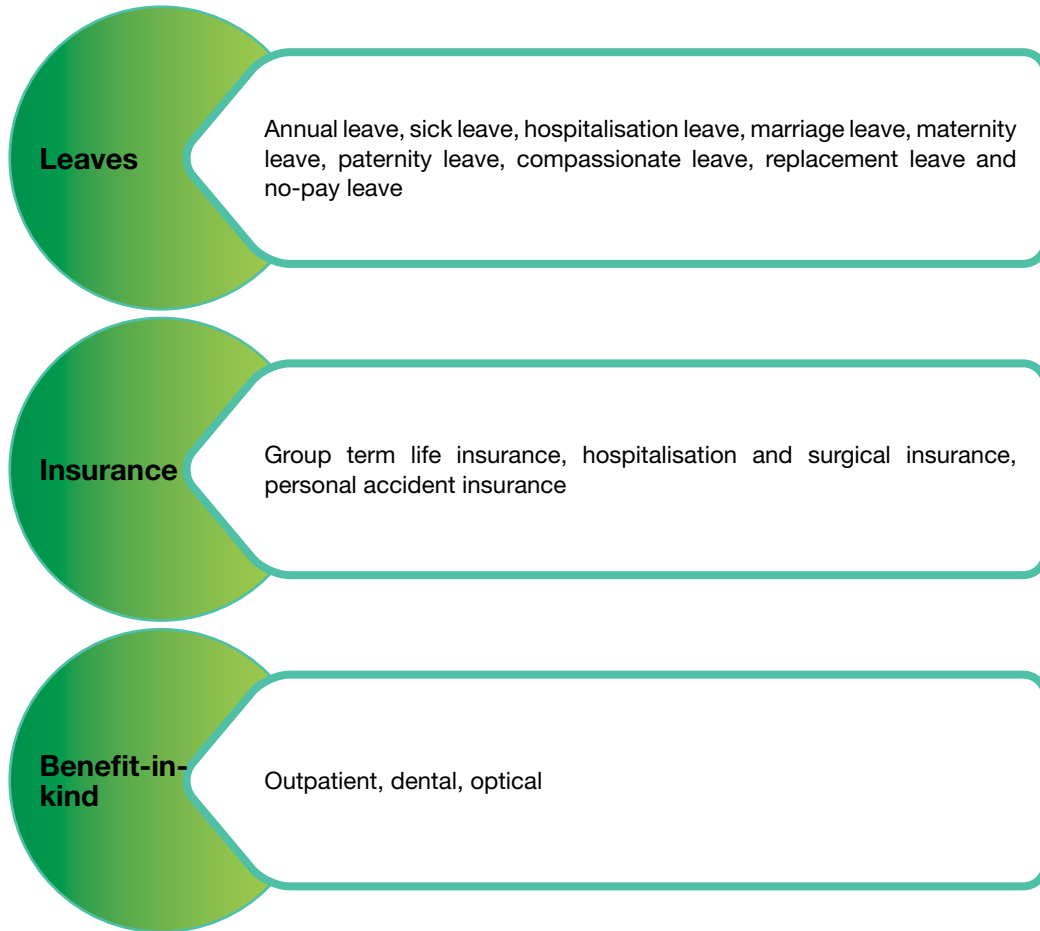 Leaves
Annual leave, sick leave, hospitalisation leave, marriage leave, maternity
leave, paternity leave, compassionate leave, replacement leave and
no-pay leave
Insurance
Group term life insurance, hospitalisation and surgical insurance,
personal accident insurance
Benefit-in-
kind
Outpatient, dental, optical